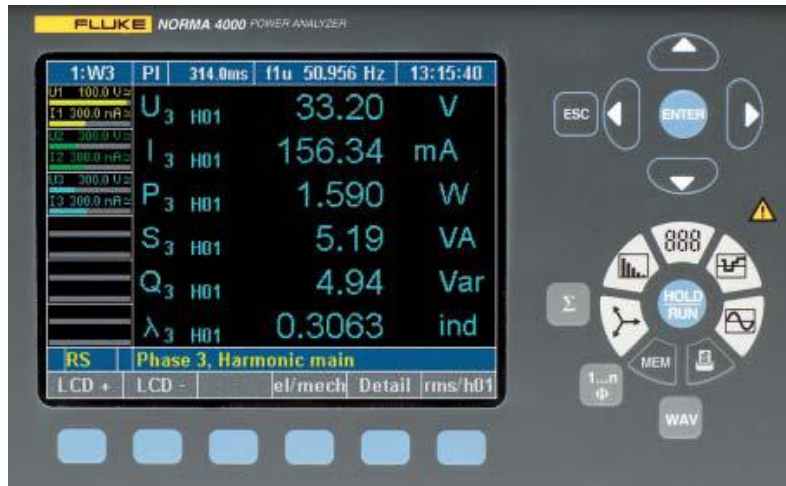 FLUKE NORMA 4000 POWER ANALYZER
1:W3 PI 314.0ms f1u 50.956 Hz 13:15:40
U1 100.0 V
I1 300.0 mA
U2 300.0 V
I2 300.0 mA
U3 300.0 V
I3 300.0 mA
U3 H01 33.20 V
I3 H01 156.34 mA
P3 H01 1.590 W
S3 H01 5.19 VA
Q3 H01 4.94 Var
λ3 H01 0.3063 ind
RS Phase 3, Harmonic main
LCD + LCD - el/mech Detail rms/h01
ESC ENTER
888
Σ HOLD RUN
MEM
1...n Φ
WAV